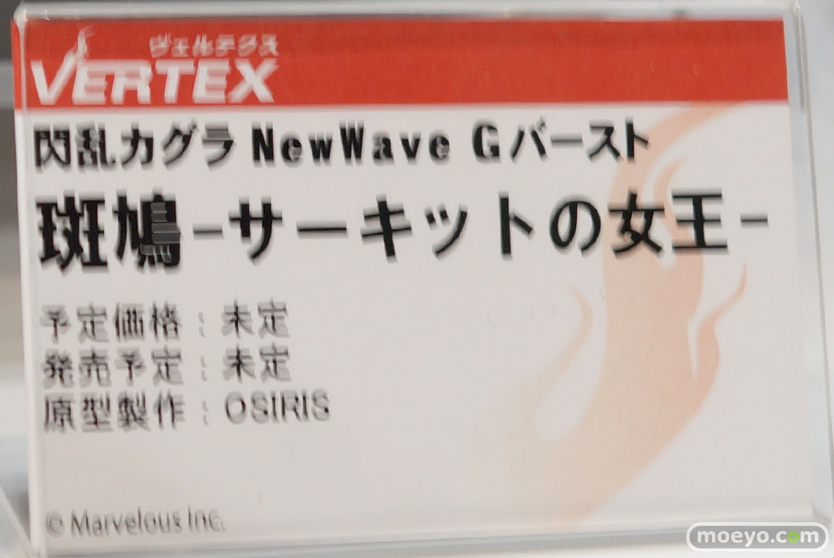 ヴェルテクス
VERTEX
閃乱カグラ NewWave Gバースト
斑鳩-サーキットの女王-
予定価格：未定
発売予定：未定
原型製作：OSIRIS
© Marvelous Inc.
moeyo.com